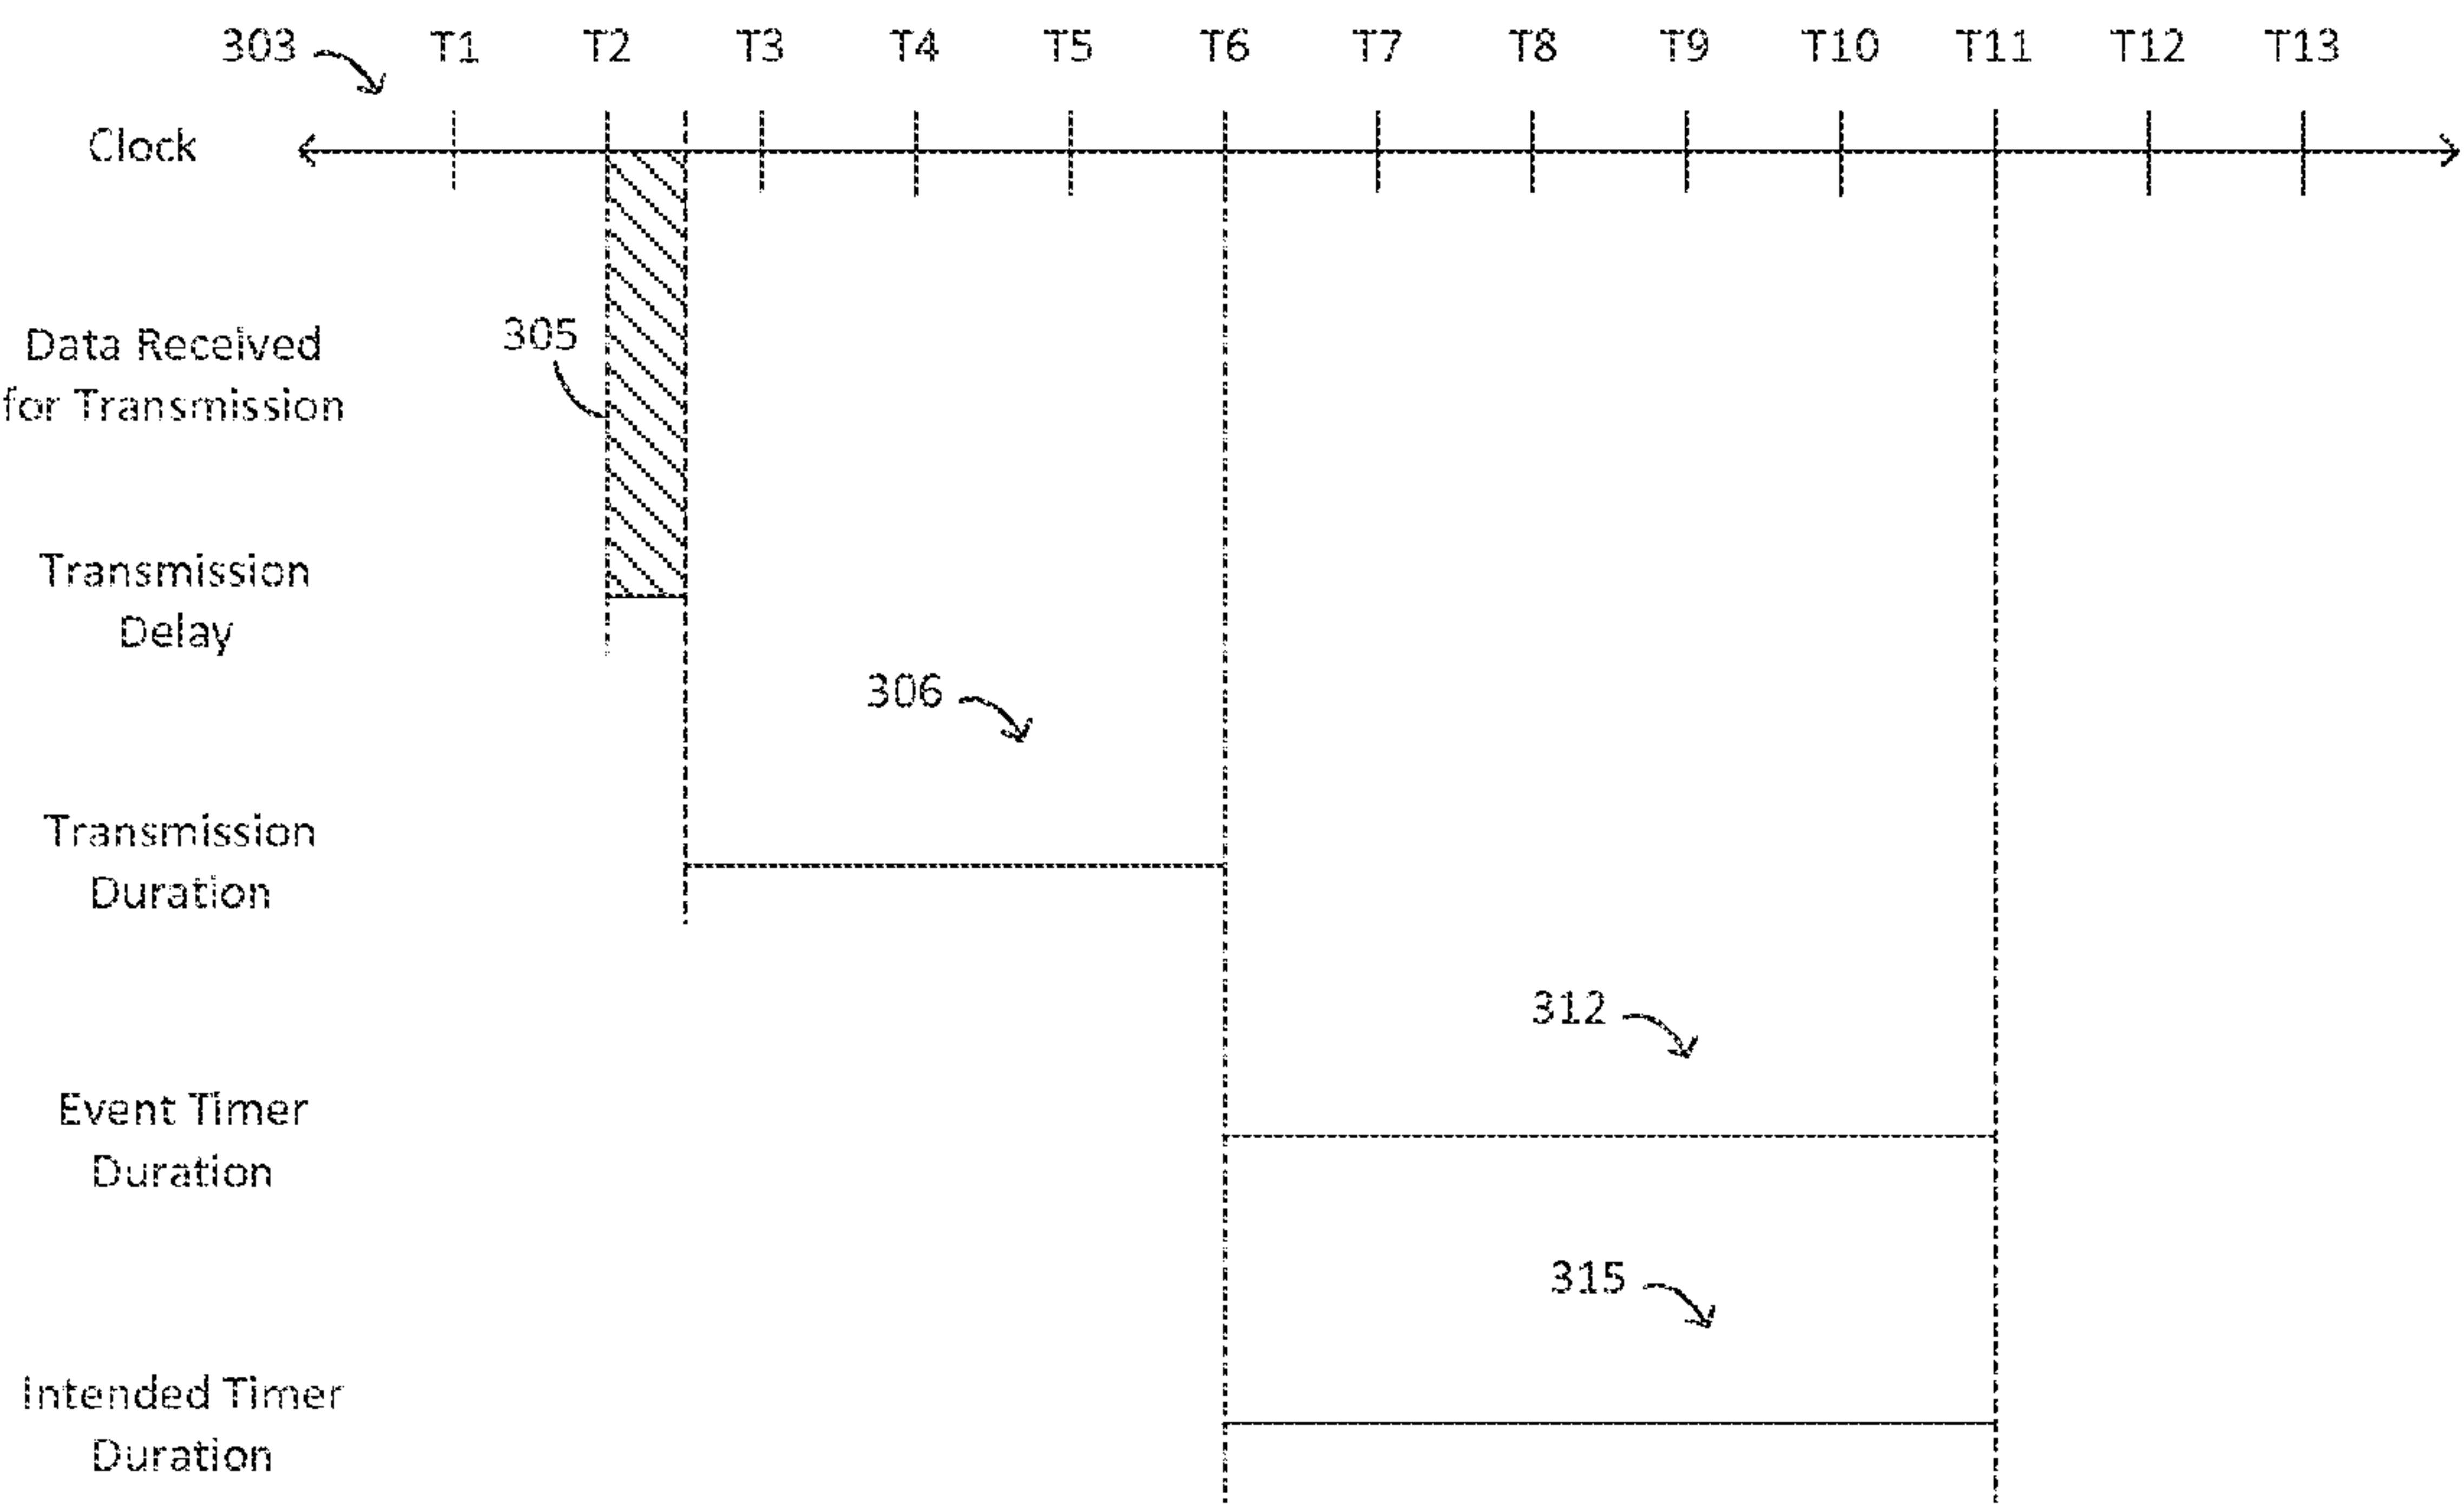 303 T1 T2 T3 T4 T5 T6 T7 T8 T9 T10 T11 T12 T13
Clock
305
Data Received
for Transmission
Transmission
Delay
306
Transmission
Duration
312
Event Timer
Duration
315
Intended Timer
Duration